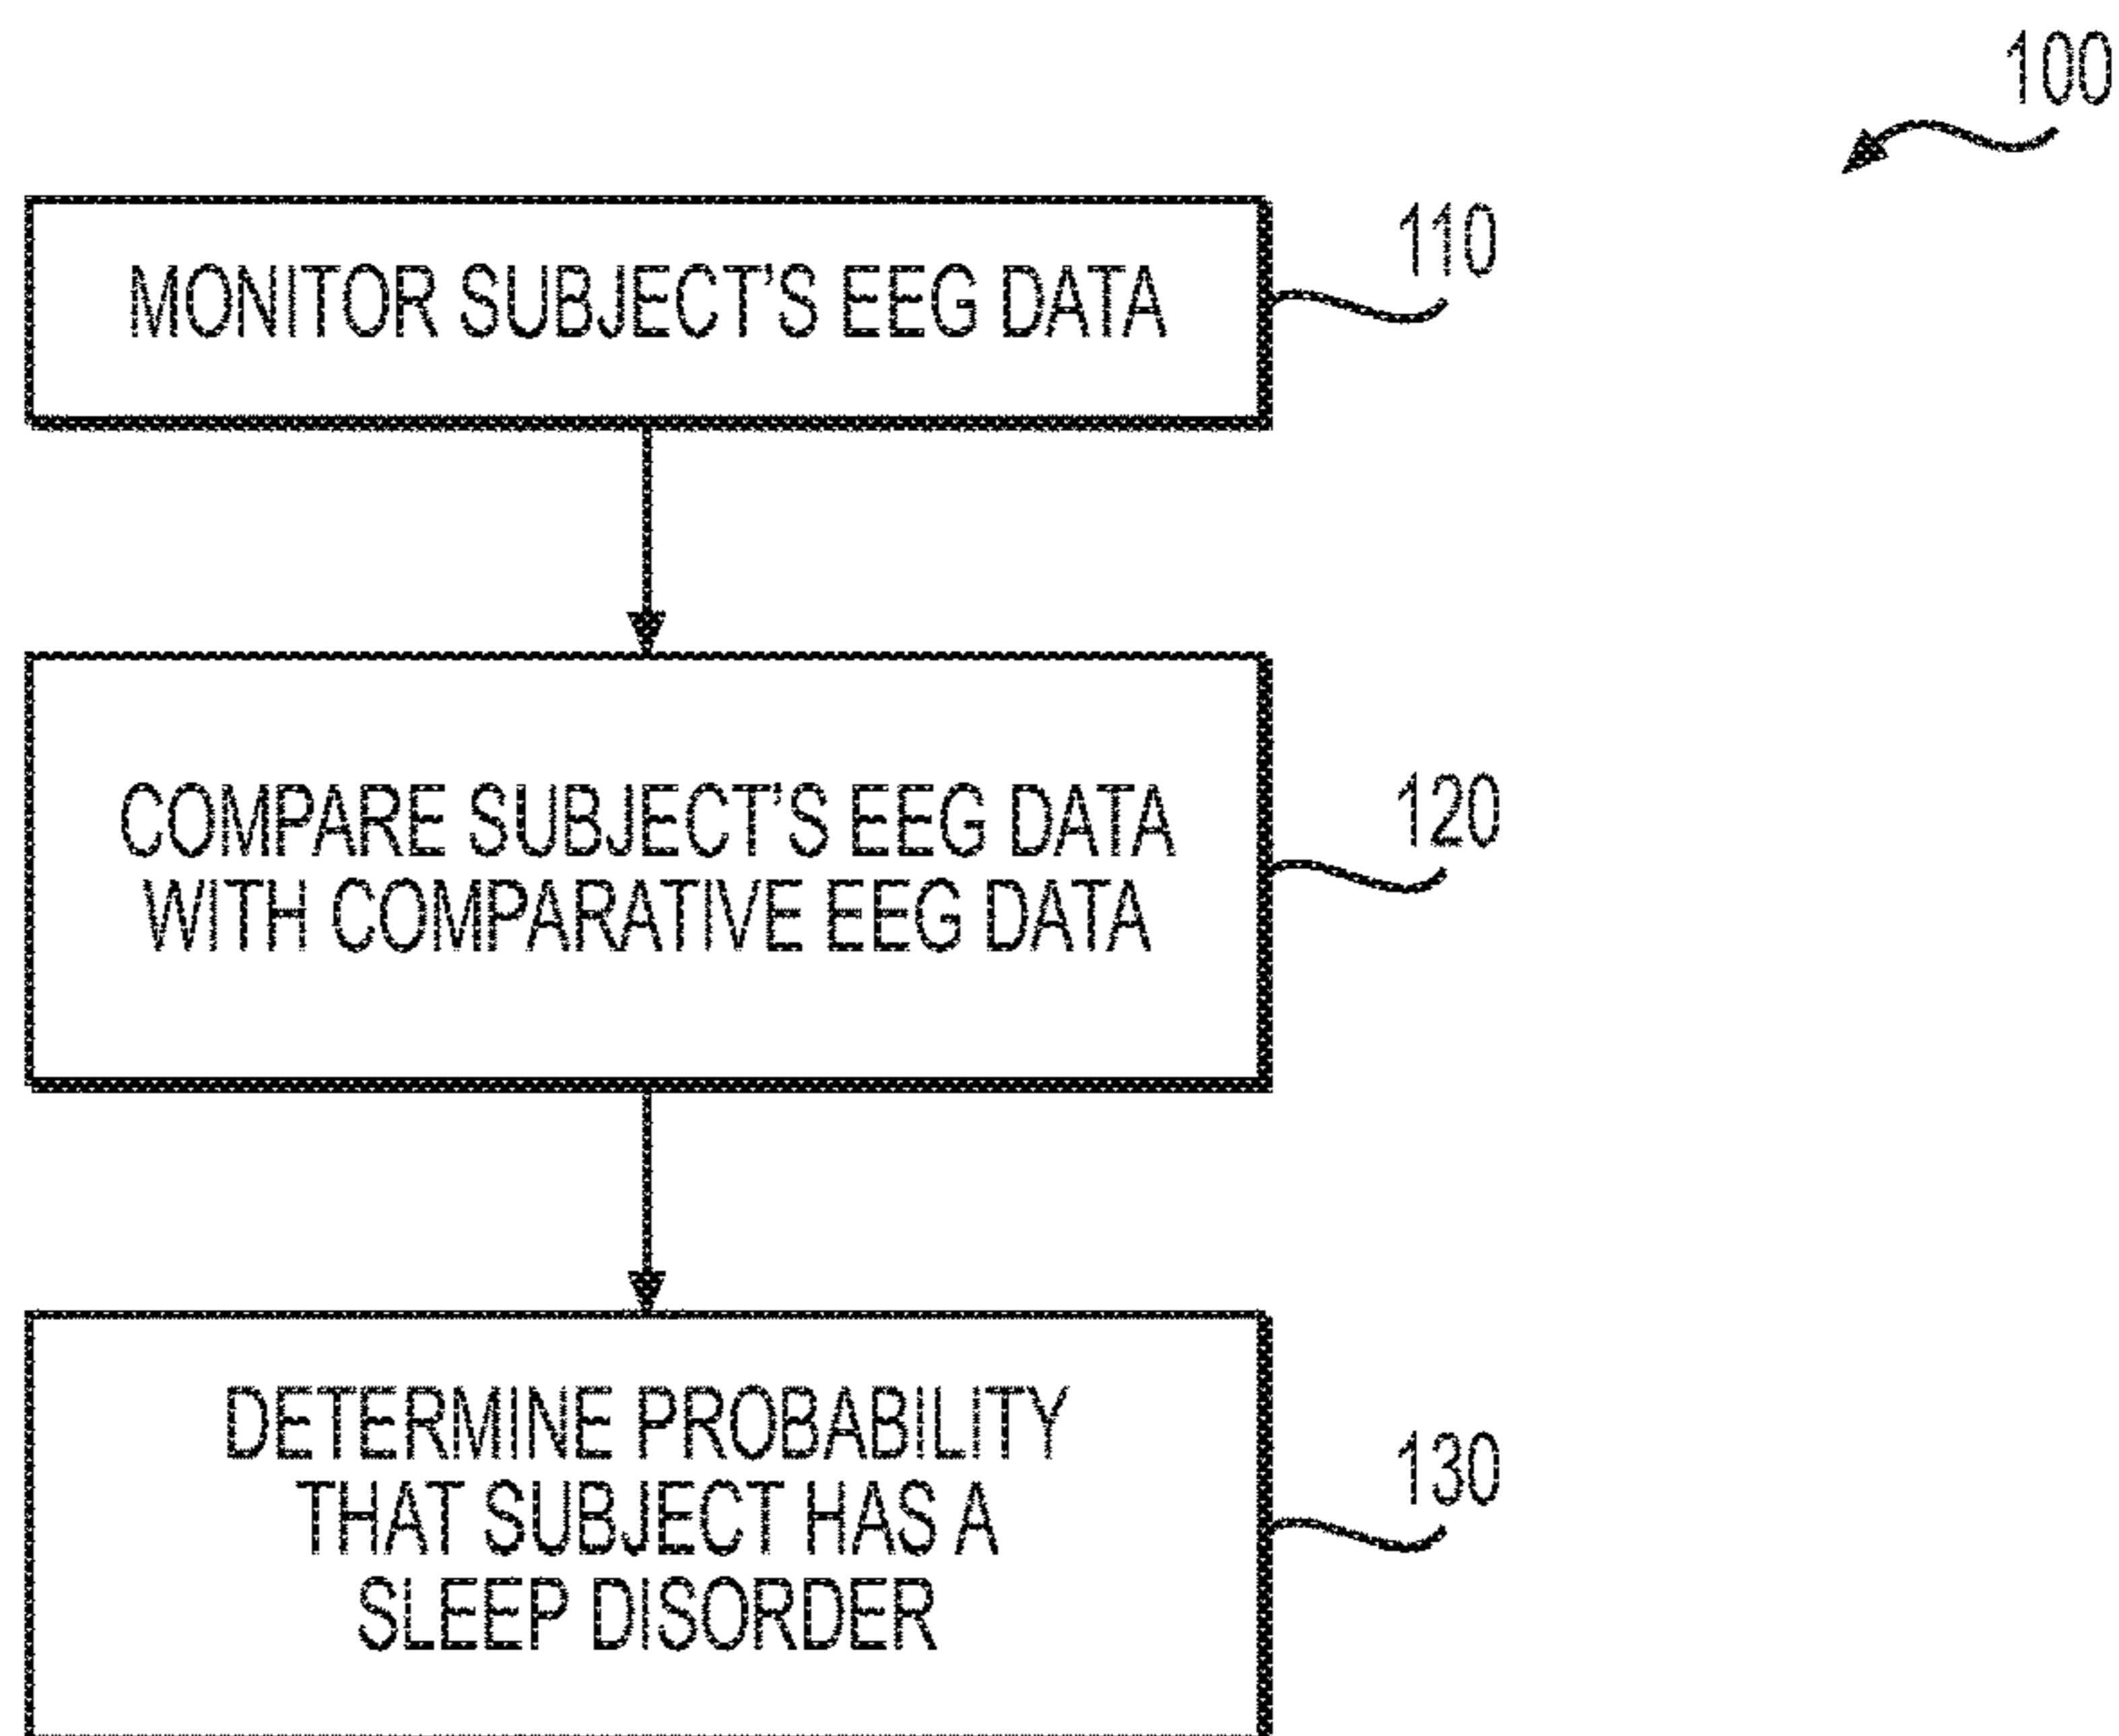 100
MONITOR SUBJECT'S EEG DATA
110
COMPARE SUBJECT'S EEG DATA
WITH COMPARATIVE EEG DATA
120
DETERMINE PROBABILITY
THAT SUBJECT HAS A
SLEEP DISORDER
130